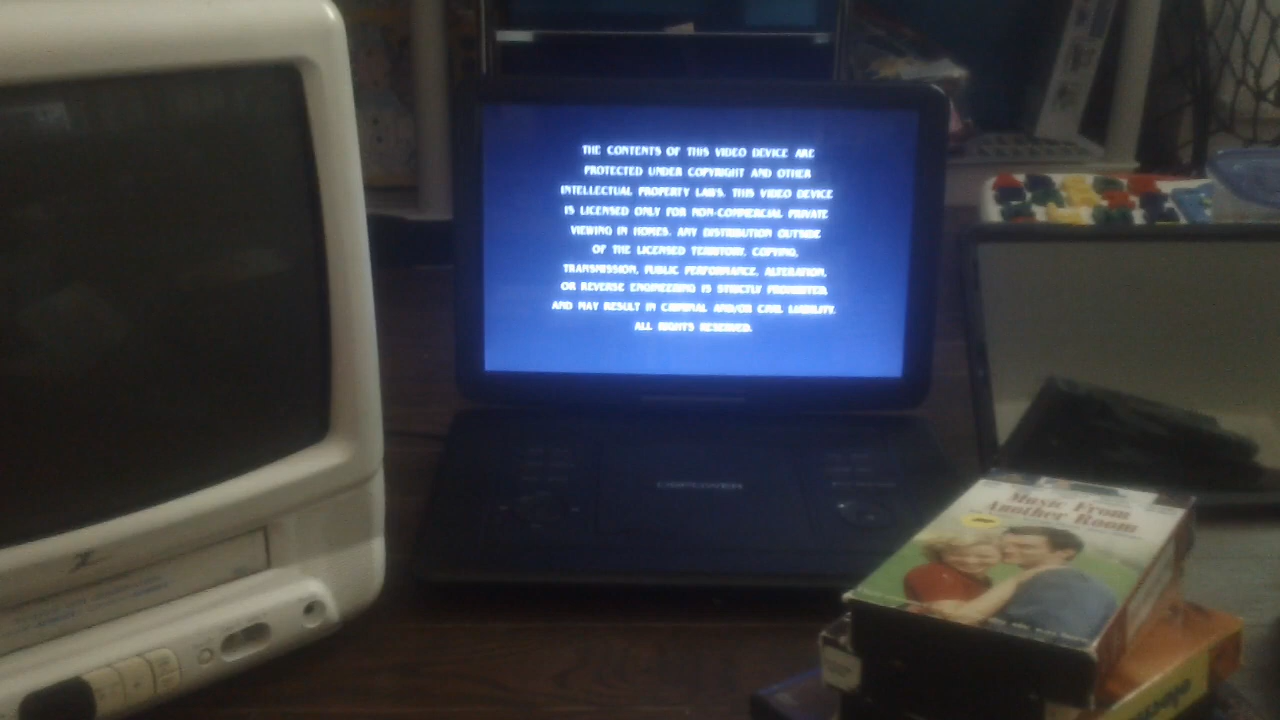 THE CONTENTS OF THIS VIDEO DEVICE ARE
PROTECTED UNDER COPYRIGHT AND OTHER
INTELLECTUAL PROPERTY LAWS. THIS VIDEO DEVICE
IS LICENSED ONLY FOR NON-COMMERCIAL PRIVATE
VIEWING IN HOMES. ANY DISTRIBUTION OUTSIDE
OF THE LICENSED TERRITORY, COPYING,
TRANSMISSION, PUBLIC PERFORMANCE, ALTERATION,
OR REVERSE ENGINEERING IS STRICTLY PROHIBITED
AND MAY RESULT IN CRIMINAL AND/OR CIVIL LIABILITY.
ALL RIGHTS RESERVED.
Music From
Another Room